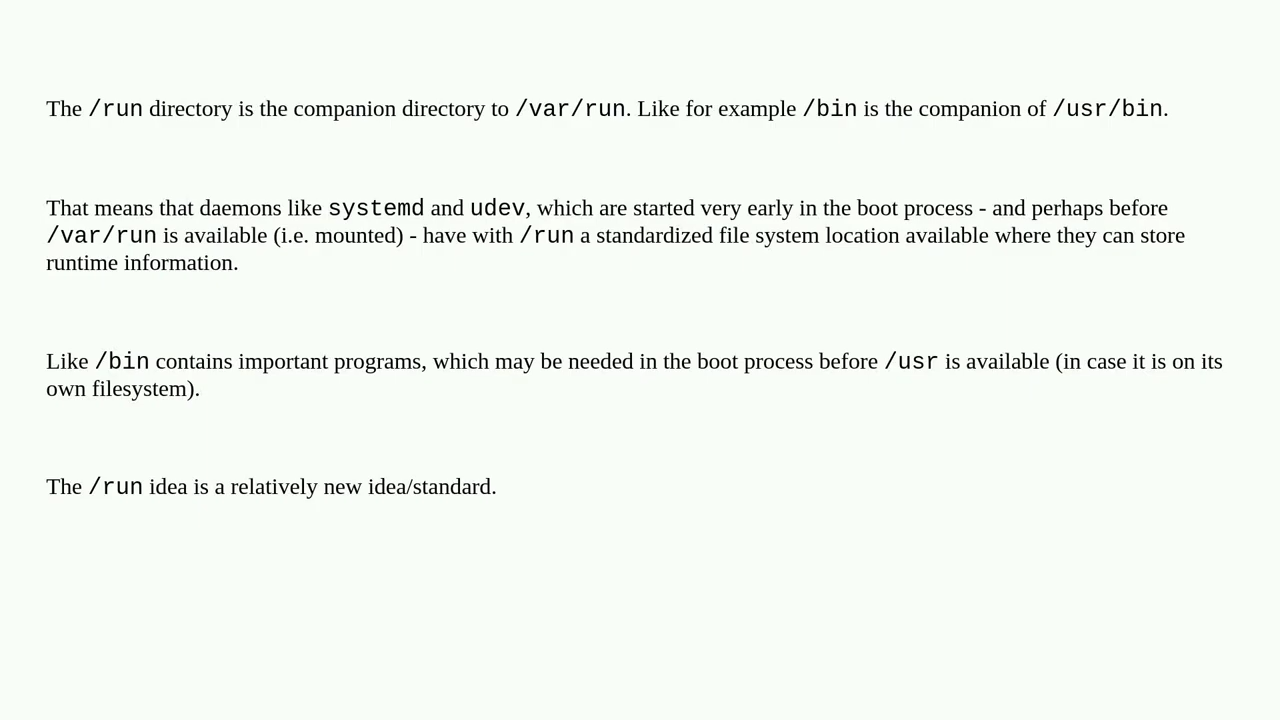 The /run directory is the companion directory to /var/run. Like for example /bin is the companion of /usr/bin.
That means that daemons like systemd and udev, which are started very early in the boot process - and perhaps before
/var/run is available (i.e. mounted) - have with /run a standardized file system location available where they can store
runtime information.
Like /bin contains important programs, which may be needed in the boot process before /usr is available (in case it is on its
own filesystem).
The /run idea is a relatively new idea/standard.